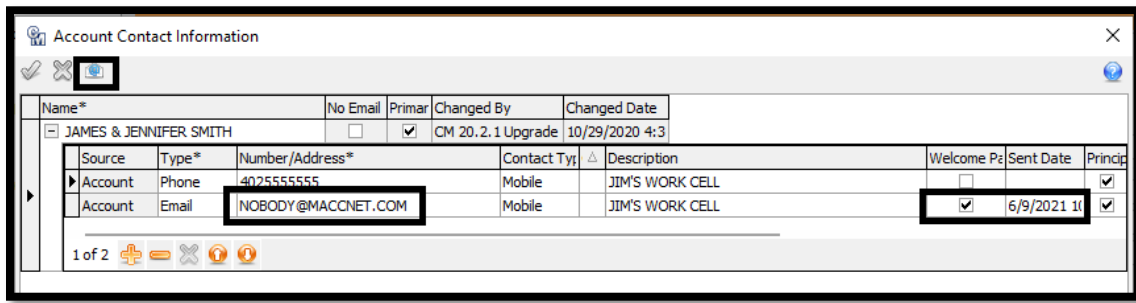 Account Contact Information
Name* No Email Primar Changed By Changed Date
JAMES & JENNIFER SMITH CM 20.2.1 Upgrade 10/29/2020 4:3
Source Type* Number/Address* Contact Typ Description Welcome Pa Sent Date Princip
Account Phone 4025555555 Mobile JIM'S WORK CELL
Account Email NOBODY@MACCNET.COM Mobile JIM'S WORK CELL 6/9/2021 10
1 of 2